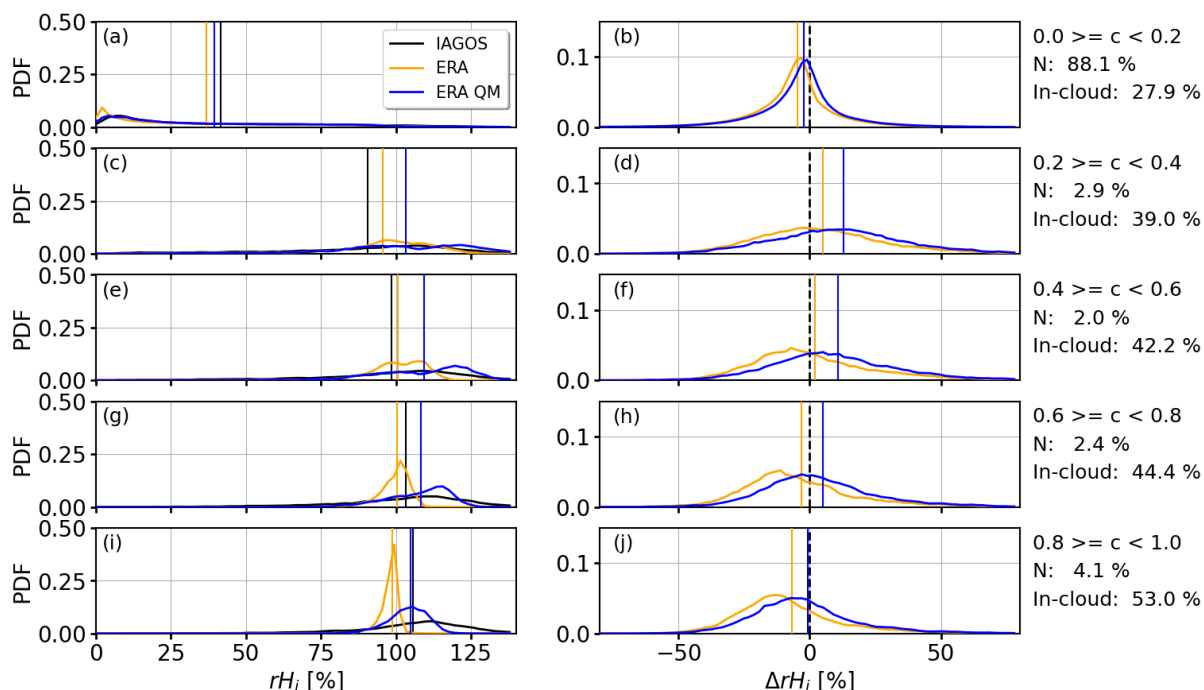 PDF
0.50
0.25
0.00
(a)
IAGOS
ERA
ERA QM
0.1
0.0
(b)
0.0 >= c < 0.2
N: 88.1 %
In-cloud: 27.9 %
PDF
0.50
0.25
0.00
(c)
0.1
0.0
(d)
0.2 >= c < 0.4
N: 2.9 %
In-cloud: 39.0 %
PDF
0.50
0.25
0.00
(e)
0.1
0.0
(f)
0.4 >= c < 0.6
N: 2.0 %
In-cloud: 42.2 %
PDF
0.50
0.25
0.00
(g)
0.1
0.0
(h)
0.6 >= c < 0.8
N: 2.4 %
In-cloud: 44.4 %
PDF
0.50
0.25
0.00
(i)
0.1
0.0
(j)
0.8 >= c < 1.0
N: 4.1 %
In-cloud: 53.0 %
0 25 50 75 100 125
rHi [%]
−50 0 50
ΔrHi [%]